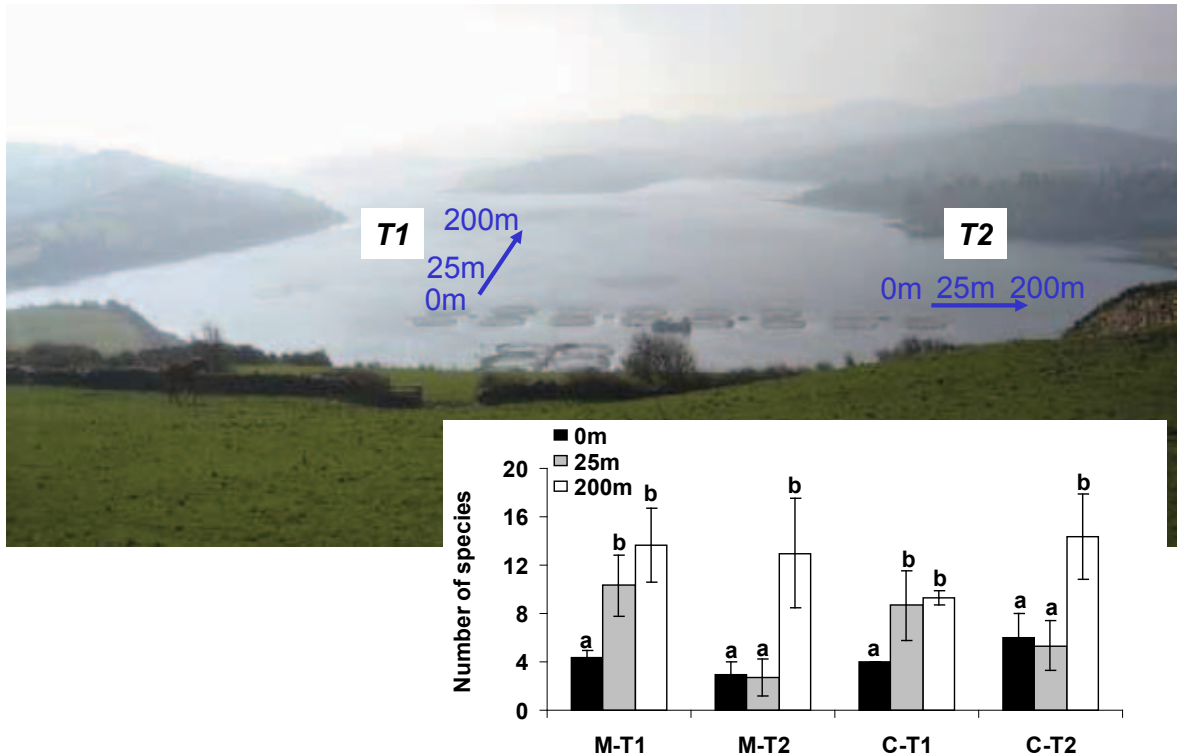 T1
200m
25m
0m
T2
0m 25m 200m
0m
25m
200m
Number of species
20
16
12
8
4
0
a b b
a a b
a b b
a a b
M-T1 M-T2 C-T1 C-T2